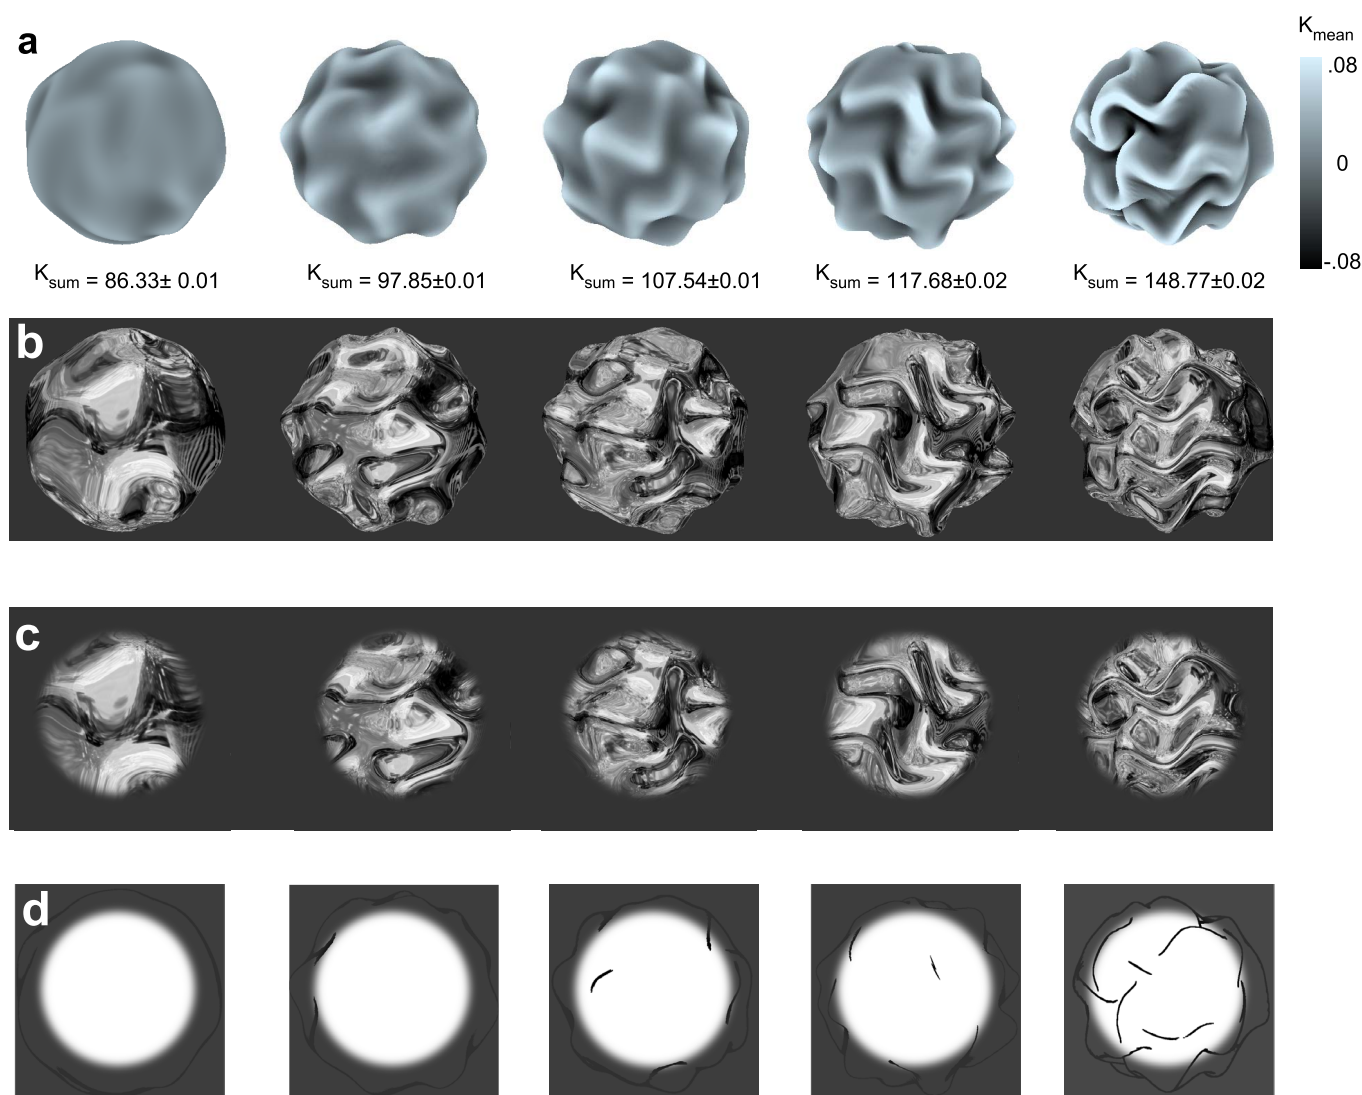 a
K_mean
.08
0
-.08
K_sum = 86.33± 0.01
K_sum = 97.85±0.01
K_sum = 107.54±0.01
K_sum = 117.68±0.02
K_sum = 148.77±0.02
b
c
d